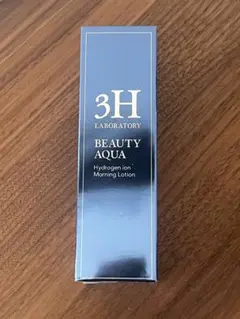 3H
LABORATORY
BEAUTY
AQUA
Hydrogen ion
Morning Lotion